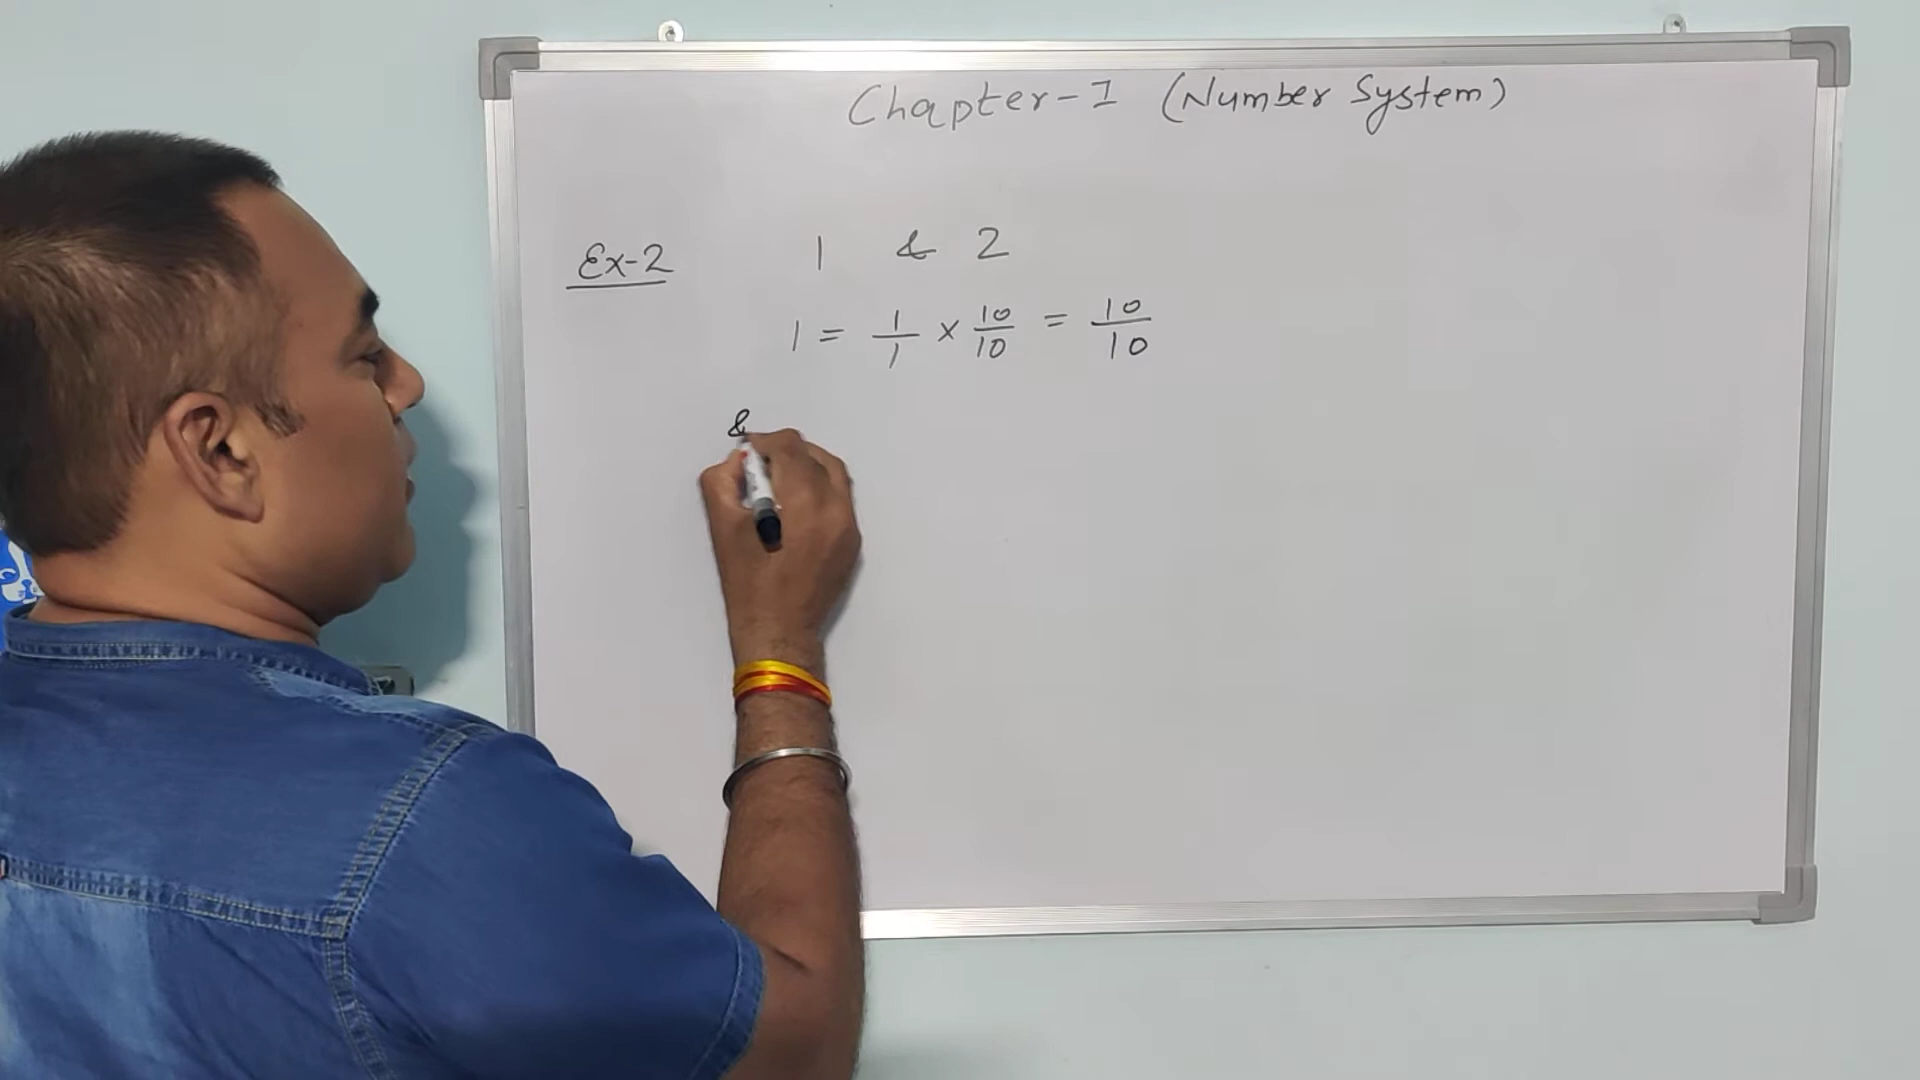 Chapter-I (Number System)
Ex-2 1 & 2
1 = 1/1 × 10/10 = 10/10
&